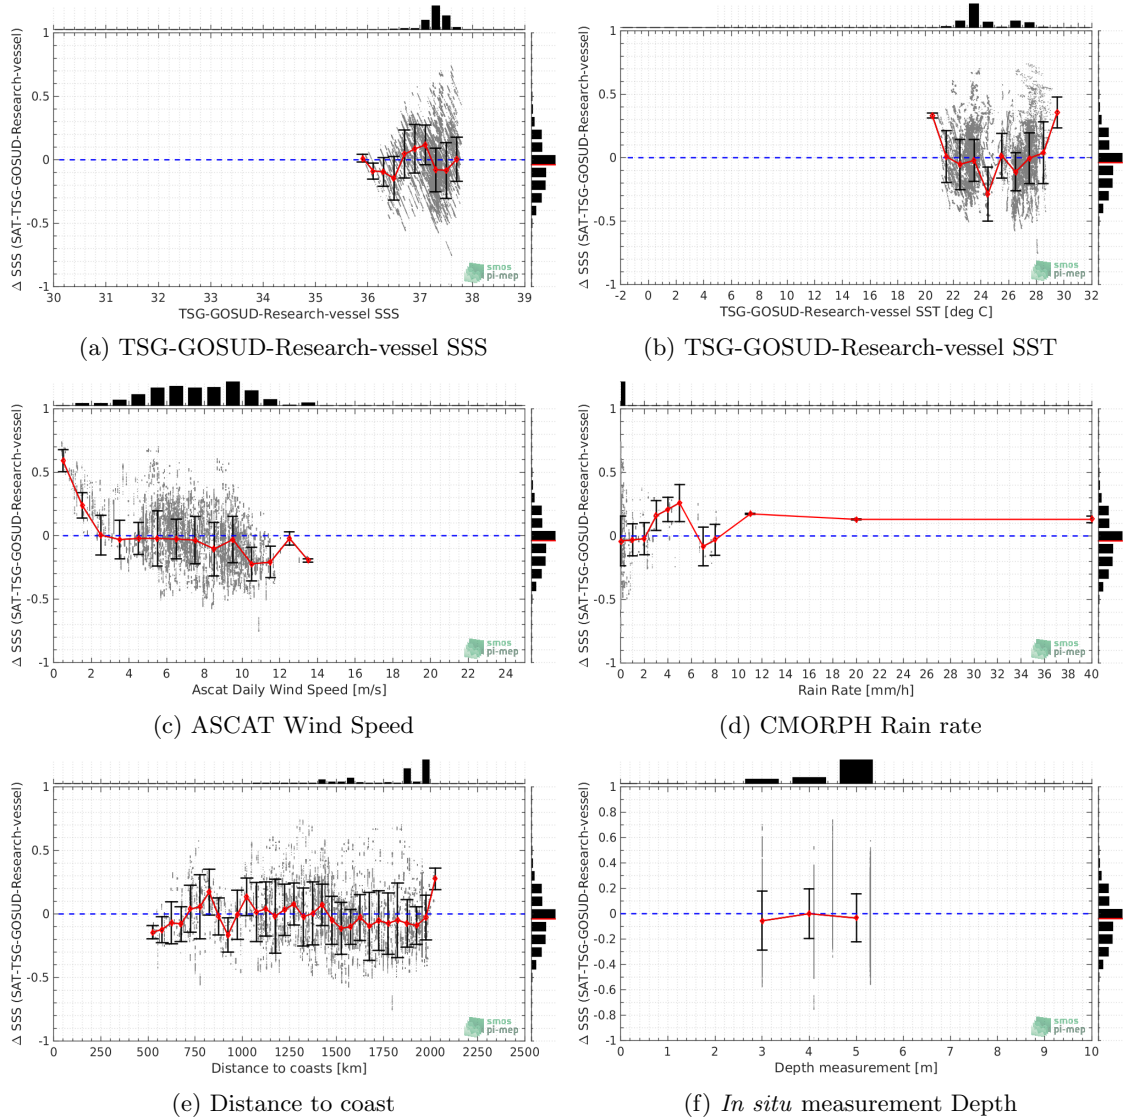 Δ SSS (SAT-TSG-GOSUD-Research-vessel)
1
0.5
0
-0.5
-1
30 31 32 33 34 35 36 37 38 39
TSG-GOSUD-Research-vessel SSS
smos
pi-mep
(a) TSG-GOSUD-Research-vessel SSS
Δ SSS (SAT-TSG-GOSUD-Research-vessel)
1
0.5
0
-0.5
-1
-2 0 2 4 6 8 10 12 14 16 18 20 22 24 26 28 30 32
TSG-GOSUD-Research-vessel SST [deg C]
smos
pi-mep
(b) TSG-GOSUD-Research-vessel SST
Δ SSS (SAT-TSG-GOSUD-Research-vessel)
1
0.5
0
-0.5
-1
0 2 4 6 8 10 12 14 16 18 20 22 24
Ascat Daily Wind Speed [m/s]
smos
pi-mep
(c) ASCAT Wind Speed
Δ SSS (SAT-TSG-GOSUD-Research-vessel)
1
0.5
0
-0.5
-1
0 2 4 6 8 10 12 14 16 18 20 22 24 26 28 30 32 34 36 38 40
Rain Rate [mm/h]
smos
pi-mep
(d) CMORPH Rain rate
Δ SSS (SAT-TSG-GOSUD-Research-vessel)
1
0.5
0
-0.5
-1
0 250 500 750 1000 1250 1500 1750 2000 2250 2500
Distance to coasts [km]
smos
pi-mep
(e) Distance to coast
Δ SSS (SAT-TSG-GOSUD-Research-vessel)
1
0.8
0.6
0.4
0.2
0
-0.2
-0.4
-0.6
-0.8
-1
0 1 2 3 4 5 6 7 8 9 10
Depth measurement [m]
smos
pi-mep
(f) In situ measurement Depth